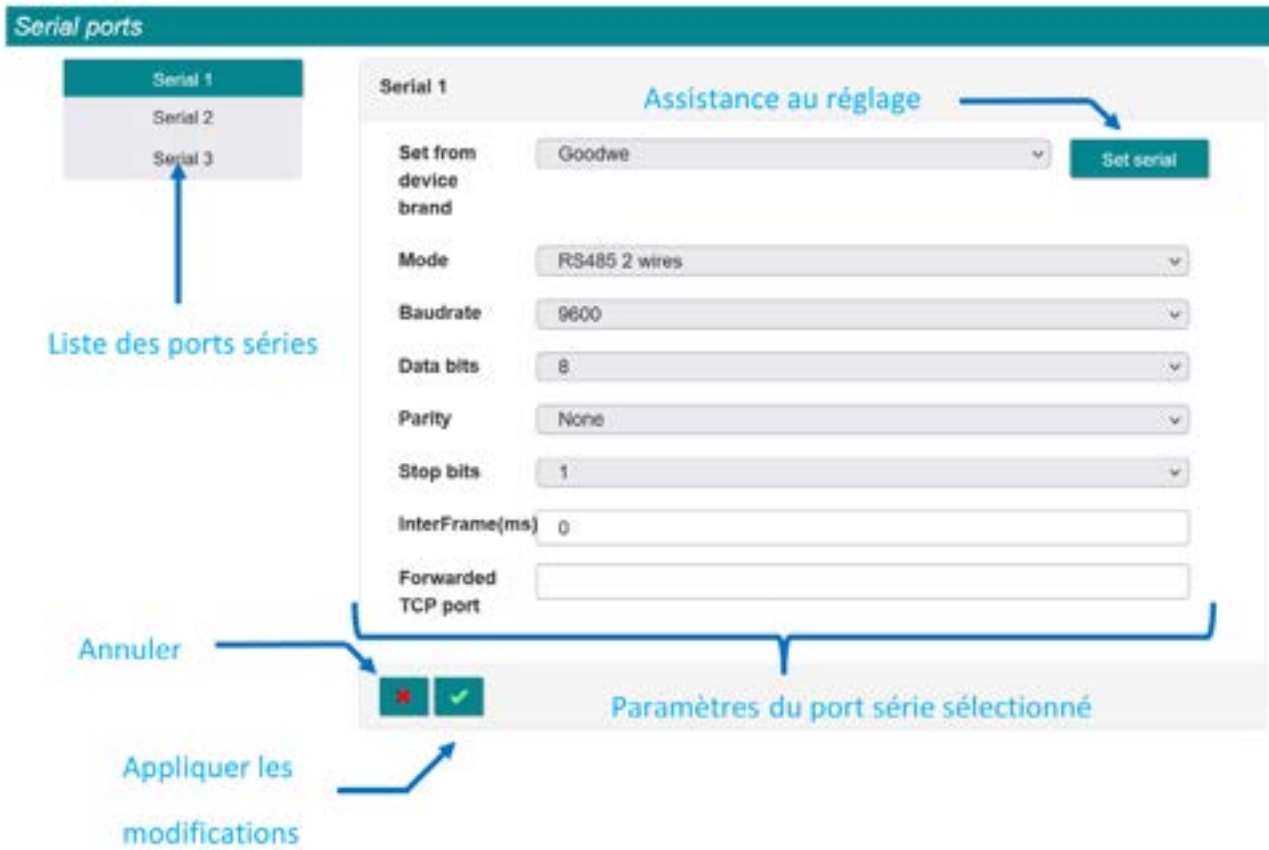 Serial ports
Serial 1
Serial 2
Serial 3
Liste des ports séries
Serial 1
Assistance au réglage
Set from device brand
Goodwe
Set serial
Mode
RS485 2 wires
Baudrate
9600
Data bits
8
Parity
None
Stop bits
1
InterFrame(ms)
0
Forwarded
TCP port
Annuler
Paramètres du port série sélectionné
Appliquer les
modifications